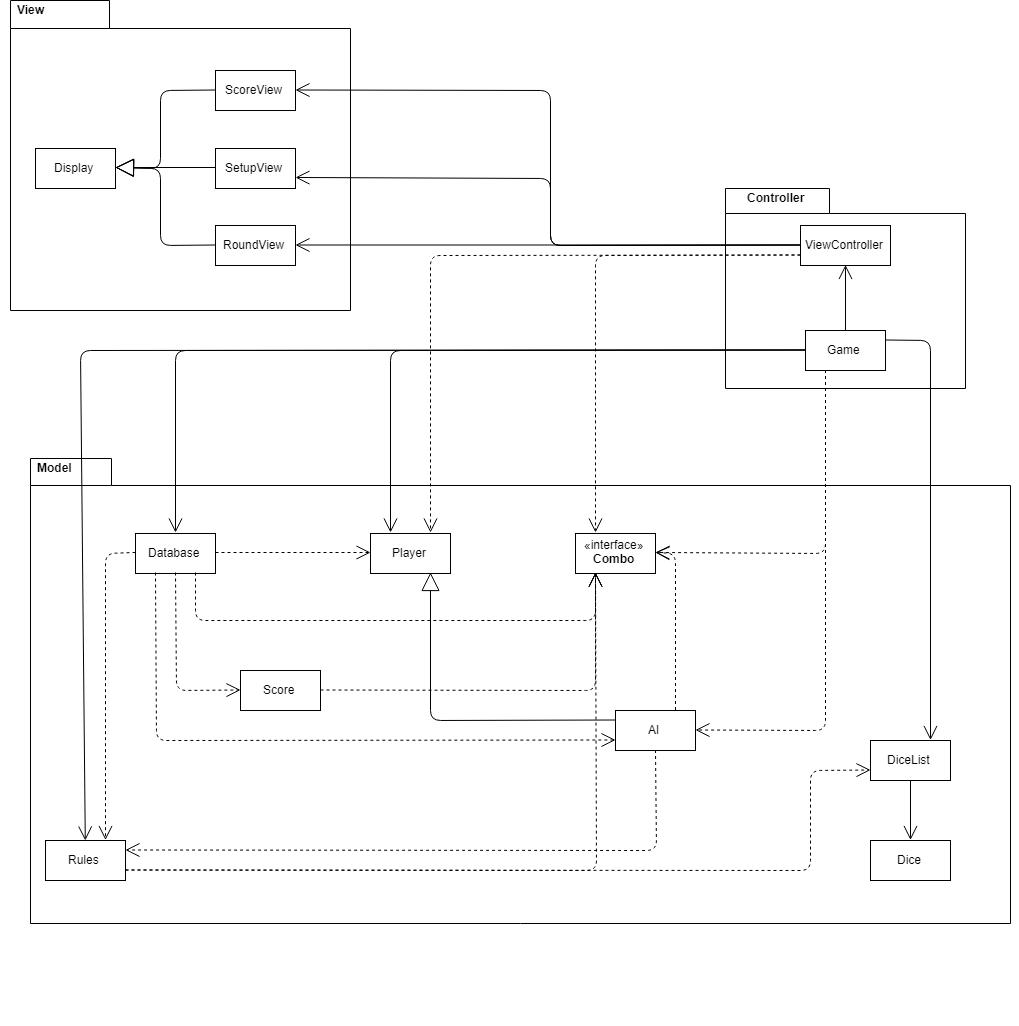 View
ScoreView
Display
SetupView
RoundView
Controller
ViewController
Game
Model
Database
Player
«interface»
Combo
Score
AI
DiceList
Rules
Dice